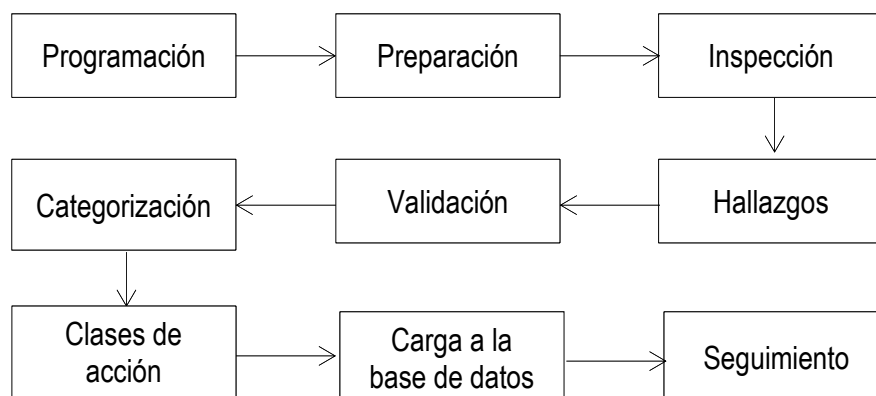 Programación
Preparación
Inspección
Hallazgos
Validación
Categorización
Clases de
acción
Carga a la
base de datos
Seguimiento